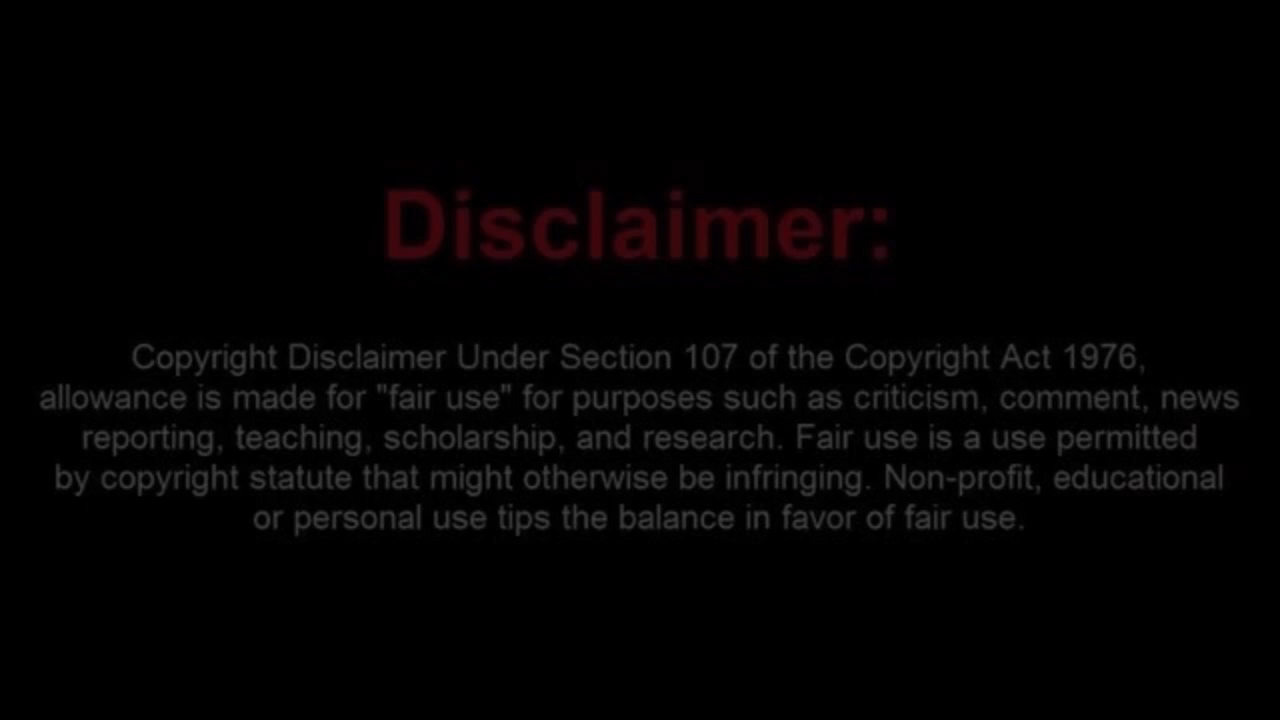 Disclaimer:
Copyright Disclaimer Under Section 107 of the Copyright Act 1976,
allowance is made for "fair use" for purposes such as criticism, comment, news
reporting, teaching, scholarship, and research. Fair use is a use permitted
by copyright statute that might otherwise be infringing. Non-profit, educational
or personal use tips the balance in favor of fair use.